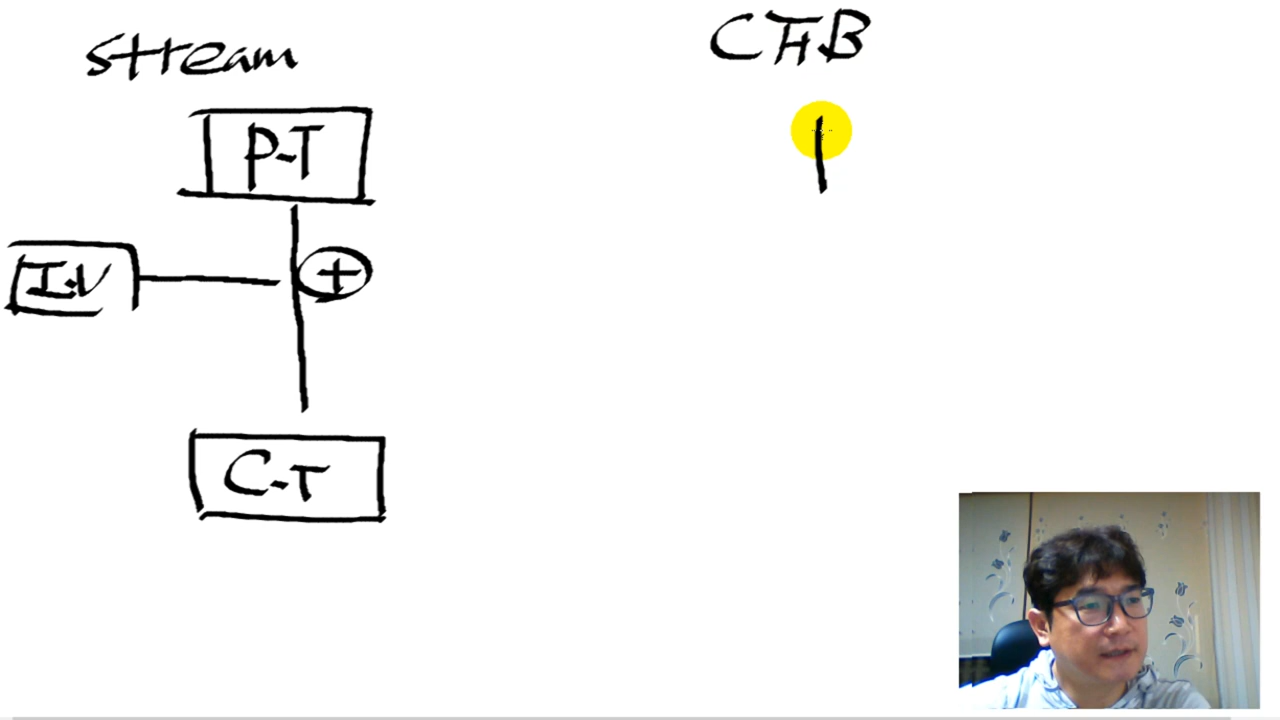 stream
CFB
P-T
I.V
+
C-T